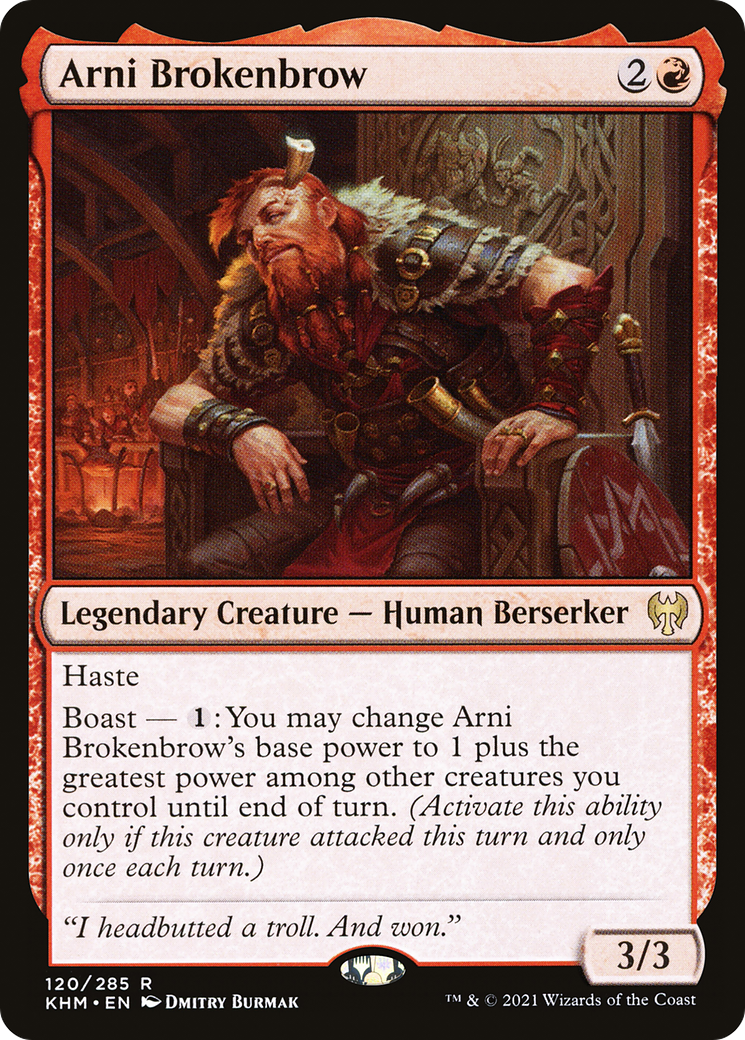 Arni Brokenbrow 2
Legendary Creature — Human Berserker
Haste
Boast — 1: You may change Arni
Brokenbrow's base power to 1 plus the
greatest power among other creatures you
control until end of turn. (Activate this ability
only if this creature attacked this turn and only
once each turn.)
“I headbutted a troll. And won.”
3/3
120/285 R
KHM • EN Dmitry Burmak
™ & © 2021 Wizards of the Coast